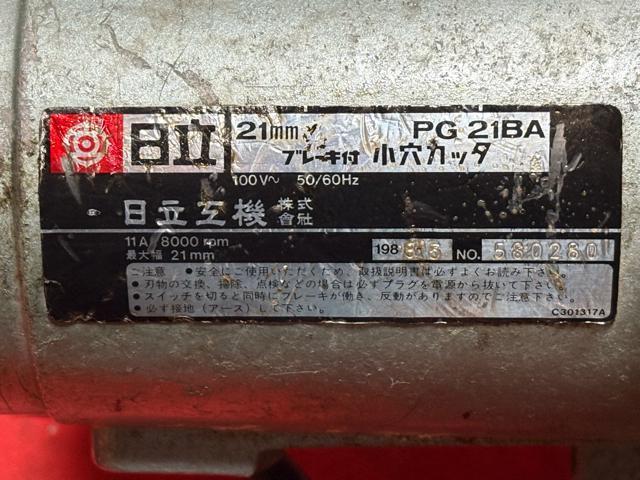 日立 21mm PG 21BA
ブレーキ付 小穴カッタ
100V～ 50/60Hz
日立工機 株式會社
11A 8000 rpm
最大幅 21mm
198 NO. 580260
ご注意 ●安全にご使用いただくため、取扱説明書は必ずよくお読み下さい。
●刃物の交換、掃除、点検などの場合は必ずプラグを電源から抜いて下さい。
●スイッチを切ると同時にブレーキが働き、反動がありますのでご注意下さい。
●必ず接地（アース）して下さい。
C301317A